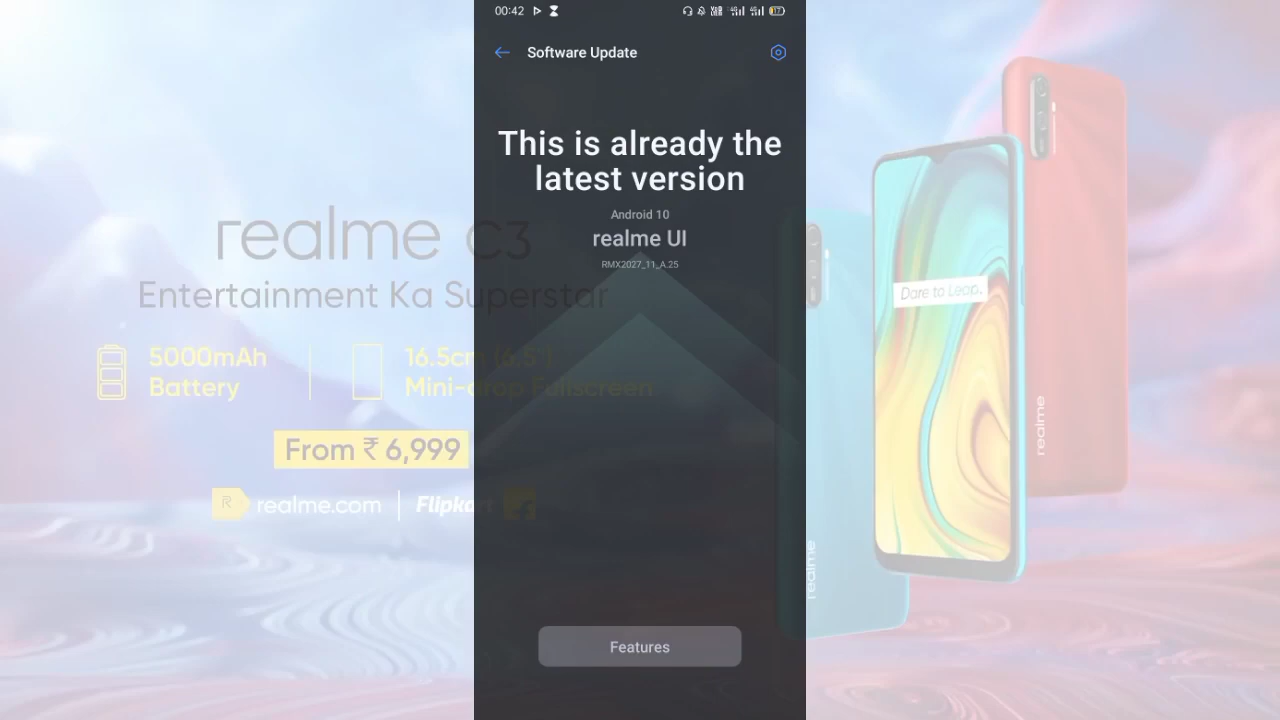 00:42
Software Update
This is already the
latest version
Android 10
realme UI
RMX2027_11_A.25
Features
realme C3
Entertainment Ka Superstar
5000mAh
Battery
16.5cm (6.5")
Mini-drop Fullscreen.
From ₹ 6,999
R
realme.com
Flipkart
Dare to Leap.
realme
realme